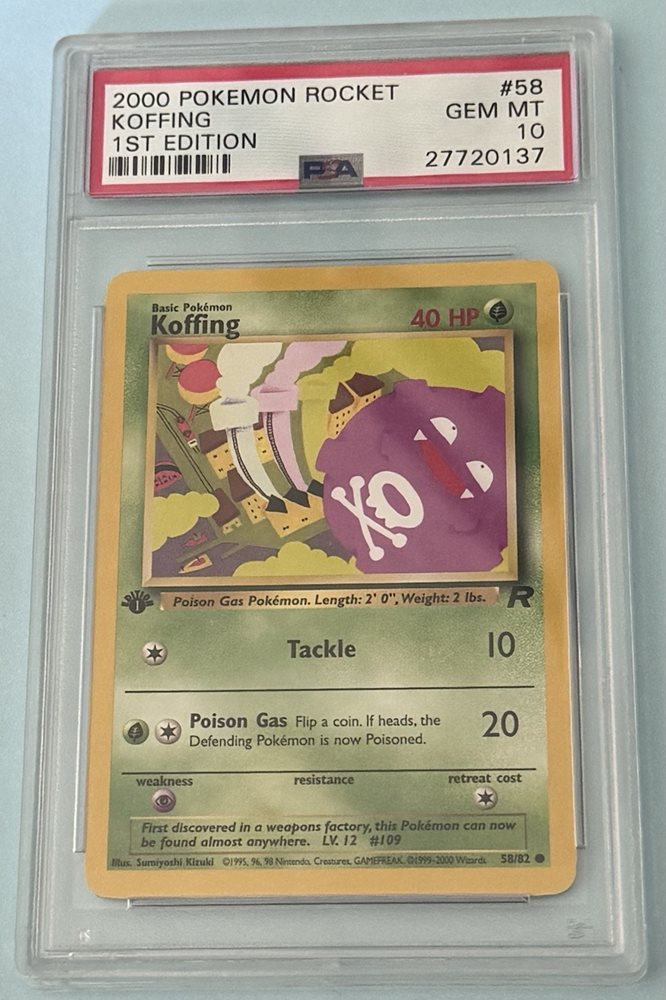 2000 POKEMON ROCKET #58
KOFFING GEM MT
1ST EDITION 10
PSA 27720137
Basic Pokémon
Koffing 40 HP
EDITION 1
Poison Gas Pokémon. Length: 2' 0", Weight: 2 lbs. R
Tackle 10
Poison Gas Flip a coin. If heads, the
Defending Pokémon is now Poisoned. 20
weakness resistance retreat cost
First discovered in a weapons factory, this Pokémon can now
be found almost anywhere. LV. 12 #109
Illus. Sumiyoshi Kizuki ©1995, 96, 98 Nintendo, Creatures, GAMEFREAK. ©1999-2000 Wizards. 58/82